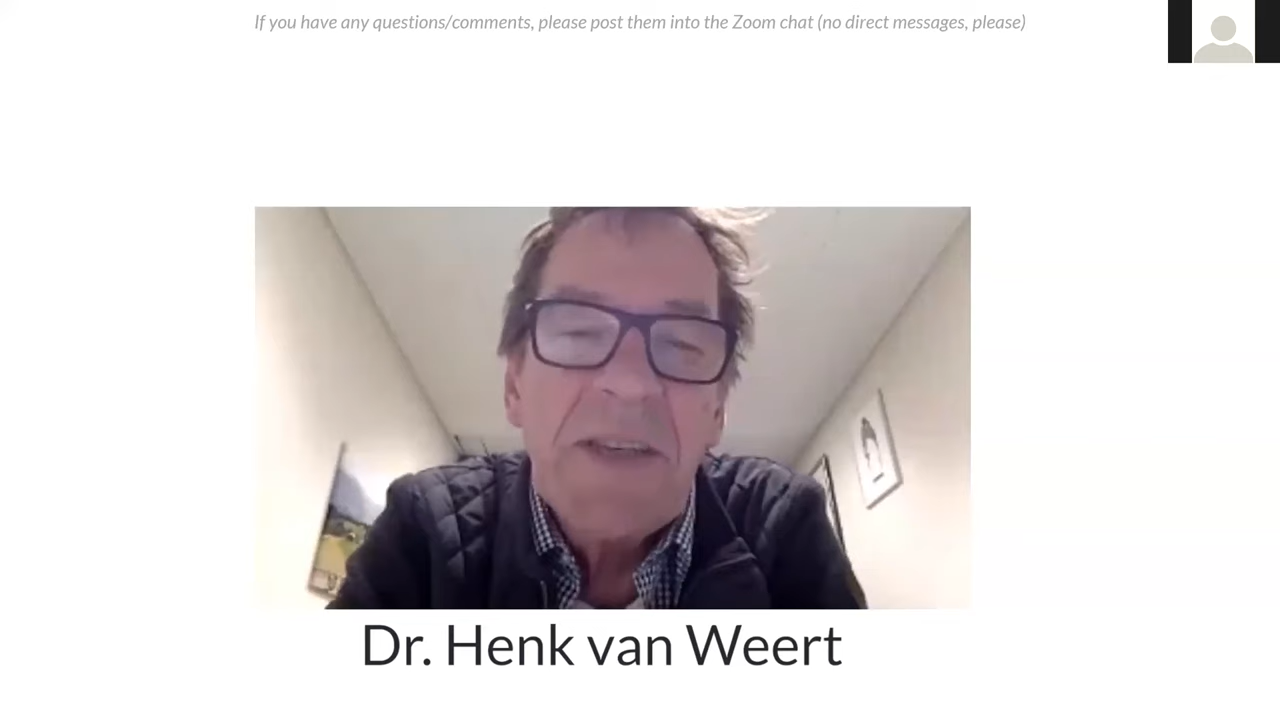 If you have any questions/comments, please post them into the Zoom chat (no direct messages, please)
Dr. Henk van Weert